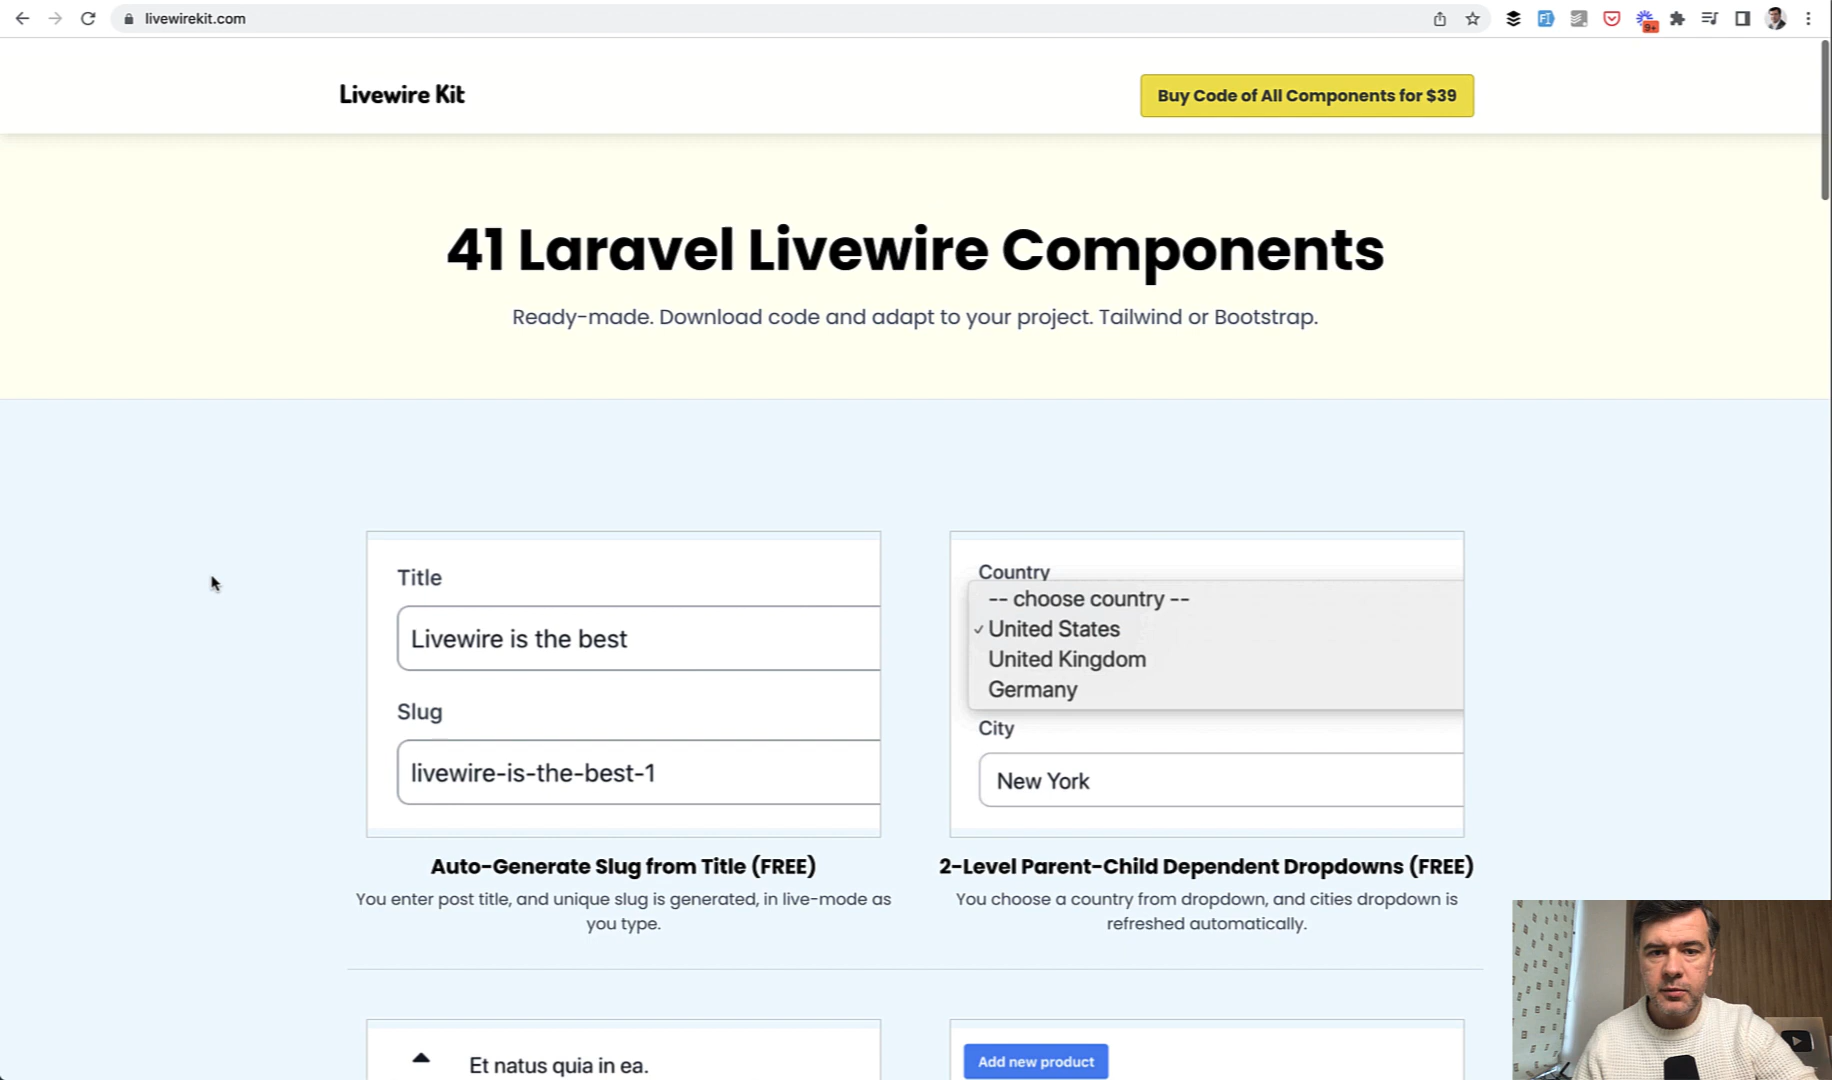 livewirekit.com
9+
Livewire Kit
Buy Code of All Components for $39
41 Laravel Livewire Components
Ready-made. Download code and adapt to your project. Tailwind or Bootstrap.
Title
Livewire is the best
Slug
livewire-is-the-best-1
Country
-- choose country --
✓ United States
United Kingdom
Germany
City
New York
Auto-Generate Slug from Title (FREE)
You enter post title, and unique slug is generated, in live-mode as
you type.
2-Level Parent-Child Dependent Dropdowns (FREE)
You choose a country from dropdown, and cities dropdown is
refreshed automatically.
Et natus quia in ea.
Add new product